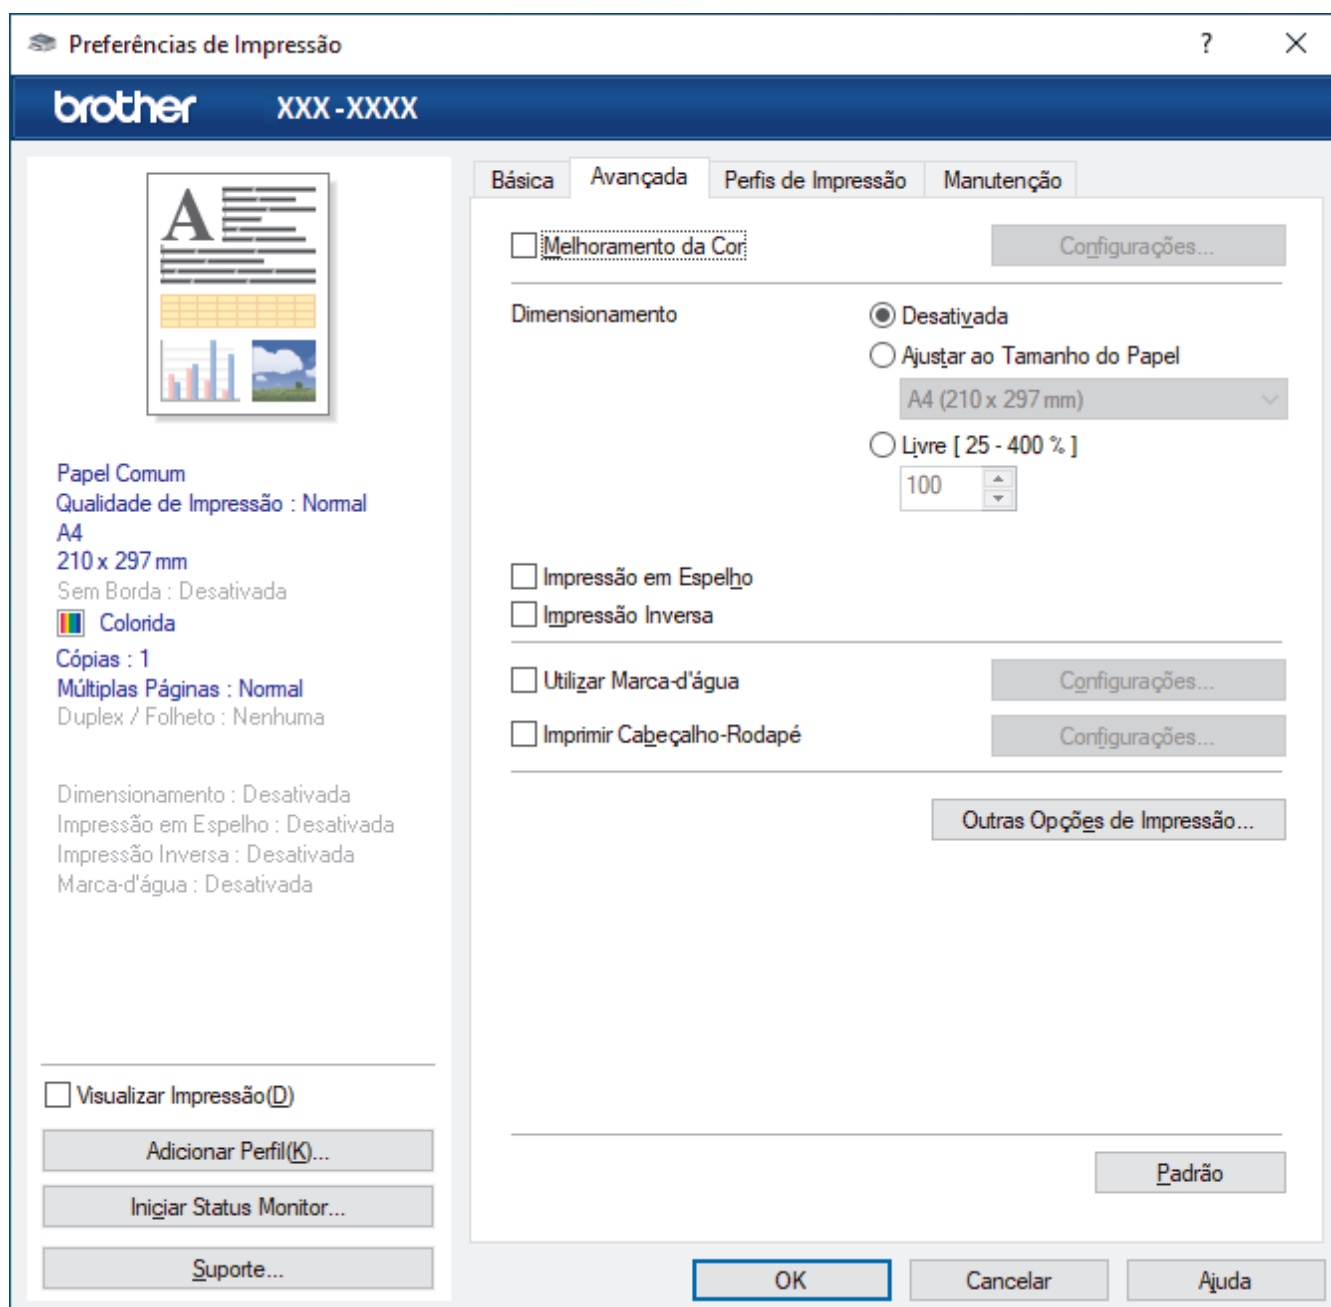 Preferências de Impressão
?
brother XXX-XXXX
A
Papel Comum
Qualidade de Impressão : Normal
A4
210 x 297 mm
Sem Borda : Desativada
Colorida
Cópias : 1
Múltiplas Páginas : Normal
Duplex / Folheto : Nenhuma
Dimensionamento : Desativada
Impressão em Espelho : Desativada
Impressão Inversa : Desativada
Marca-d'água : Desativada
Visualizar Impressão(D)
Adicionar Perfil(K)...
Iniciar Status Monitor...
Suporte...
Básica Avançada Perfis de Impressão Manutenção
Melhoramento da Cor Configurações...
Dimensionamento Desativada
Ajustar ao Tamanho do Papel
A4 (210 x 297 mm)
Livre [ 25 - 400 % ]
100
Impressão em Espelho
Impressão Inversa
Utilizar Marca-d'água Configurações...
Imprimir Cabeçalho-Rodapé Configurações...
Outras Opções de Impressão...
Padrão
OK Cancelar Ajuda